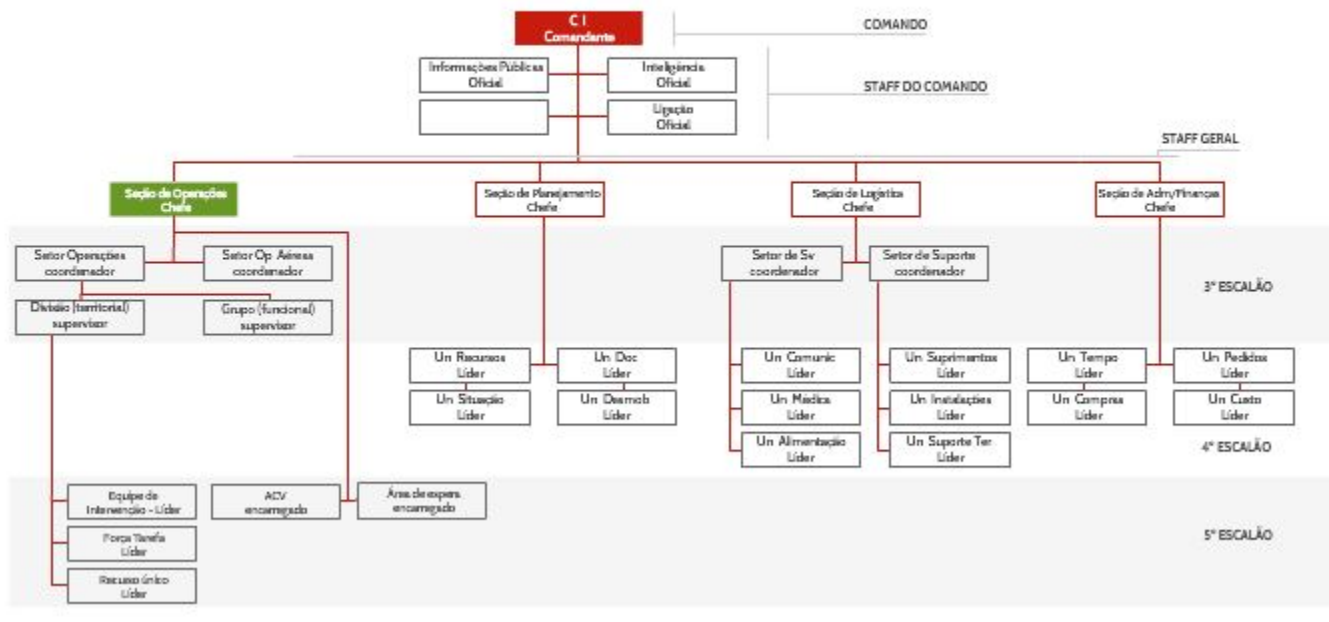 C I
Comandante
COMANDO
Informações Públicas
Oficial
Inteligência
Oficial
STAFF DO COMANDO
Ligação
Oficial
STAFF GERAL
Seção de Operações
Chefe
Seção de Planejamento
Chefe
Seção de Logística
Chefe
Seção de Adm/Finanças
Chefe
Setor Operações
coordenador
Setor Op Aéreas
coordenador
Setor de Sv
coordenador
Setor de Suporte
coordenador
3º ESCALÃO
Divisão (territorial)
supervisor
Grupo (funcional)
supervisor
Un Recursos
Líder
Un Doc
Líder
Un Comunic
Líder
Un Suprimentos
Líder
Un Tempo
Líder
Un Pedidos
Líder
Un Situação
Líder
Un Desmob
Líder
Un Médica
Líder
Un Instalações
Líder
Un Compras
Líder
Un Custo
Líder
Un Alimentação
Líder
Un Suporte Ter
Líder
4º ESCALÃO
Equipe de
Intervenção - Líder
ACV
encarregado
Área de espera
encarregado
Força Tarefa
Líder
5º ESCALÃO
Recurso único
Líder